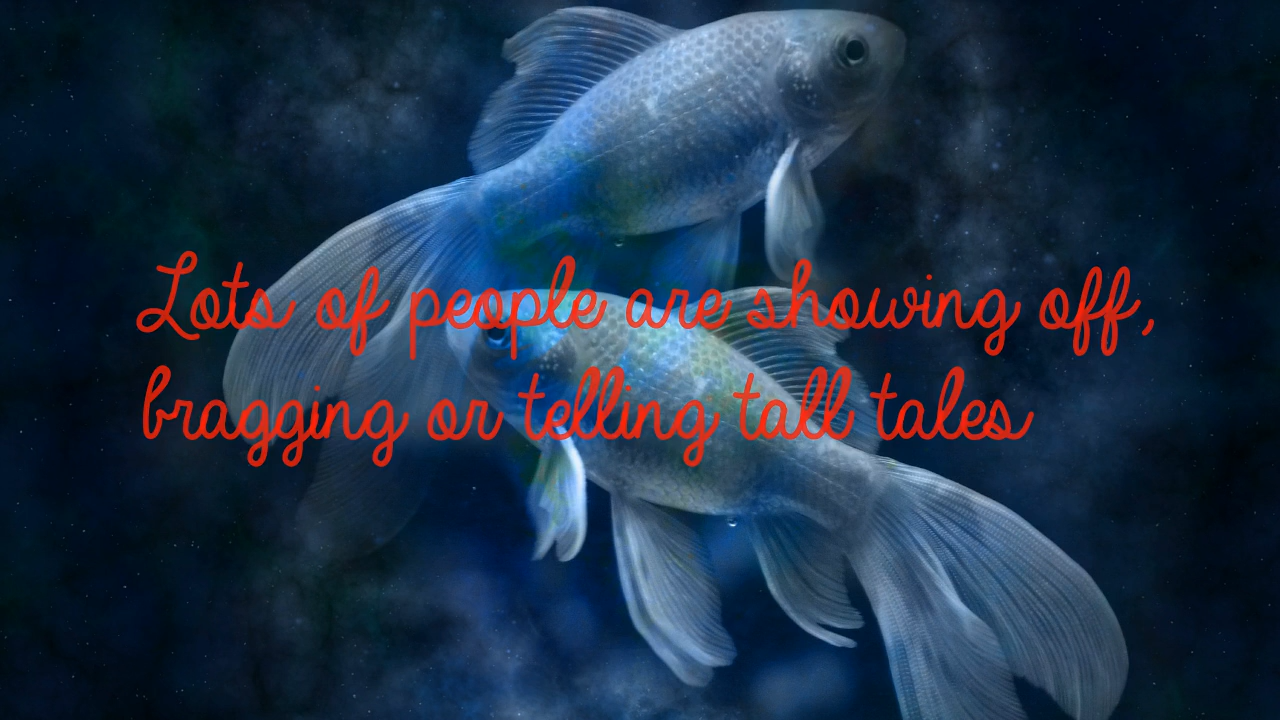 Lots of people are showing off,
bragging or telling tall tales